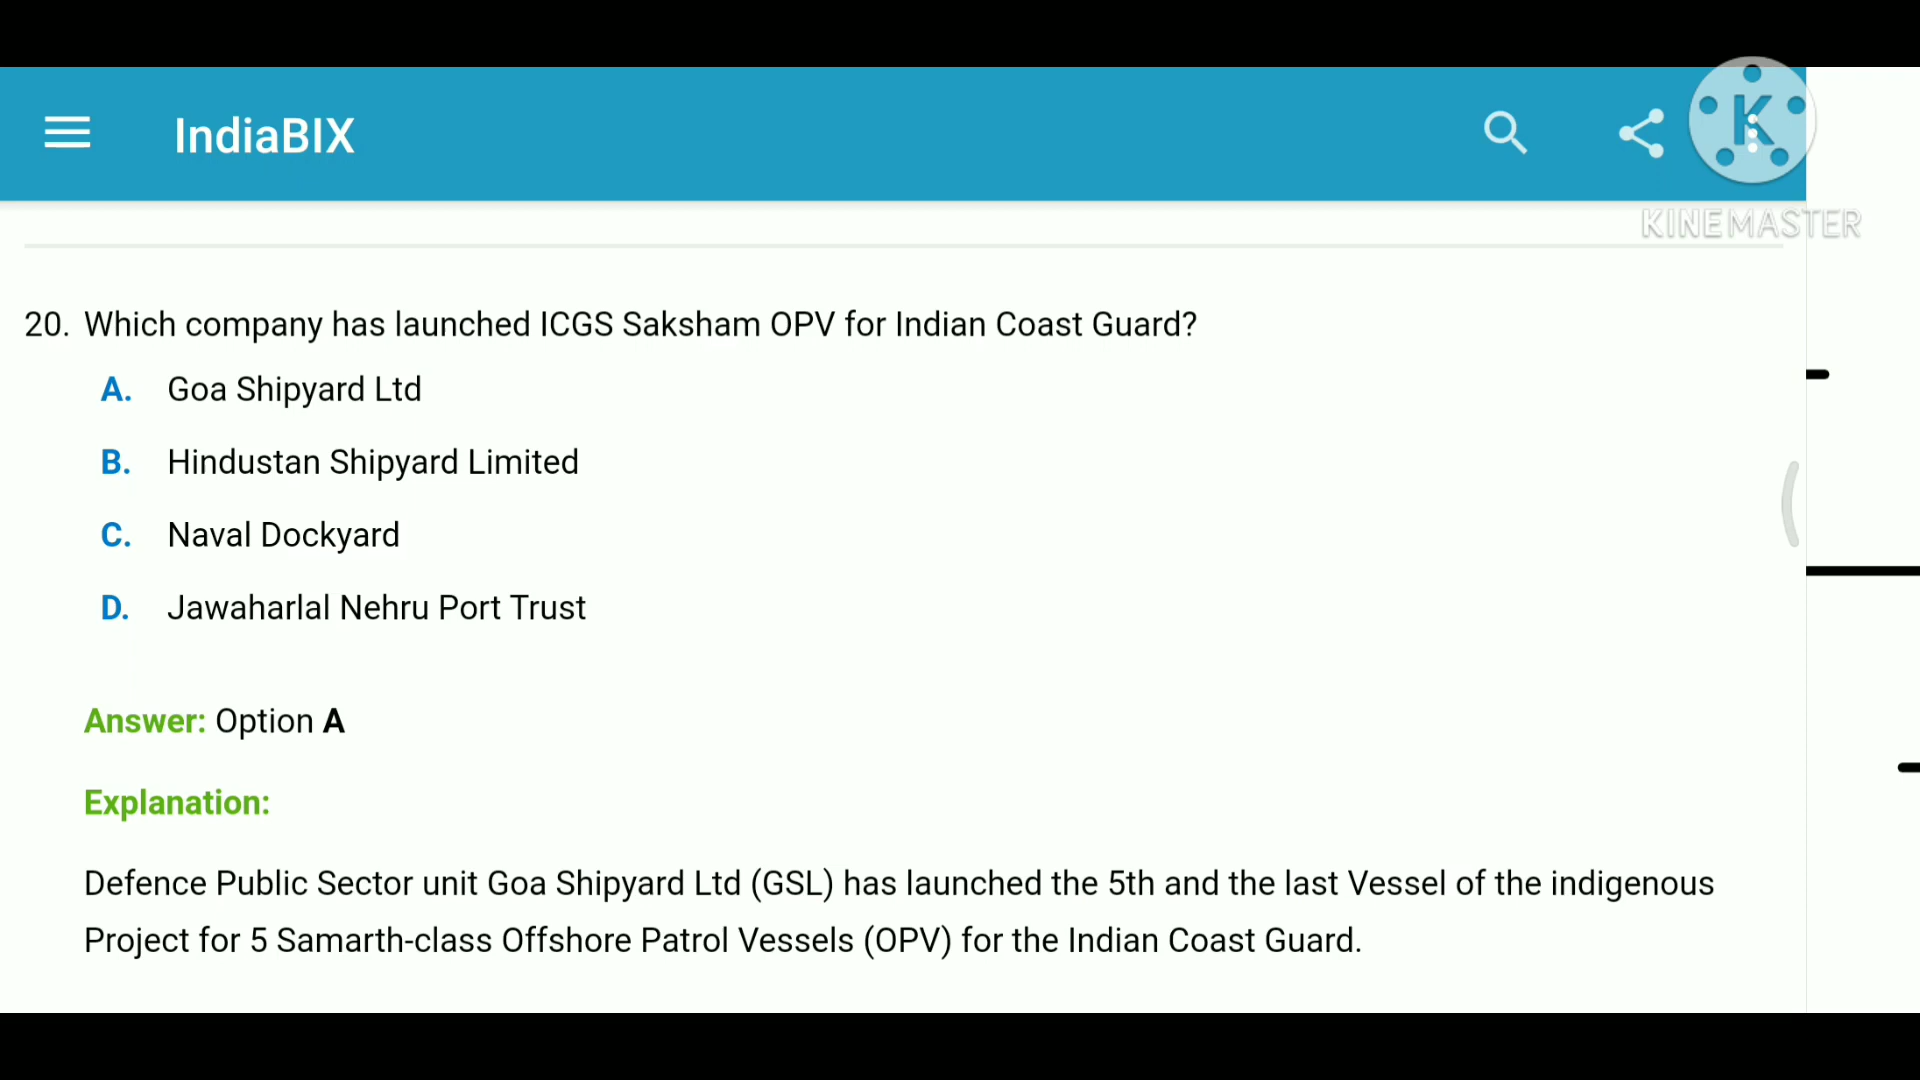 IndiaBIX
K
KINEMASTER
20. Which company has launched ICGS Saksham OPV for Indian Coast Guard?
A. Goa Shipyard Ltd
B. Hindustan Shipyard Limited
C. Naval Dockyard
D. Jawaharlal Nehru Port Trust
Answer: Option A
Explanation:
Defence Public Sector unit Goa Shipyard Ltd (GSL) has launched the 5th and the last Vessel of the indigenous
Project for 5 Samarth-class Offshore Patrol Vessels (OPV) for the Indian Coast Guard.